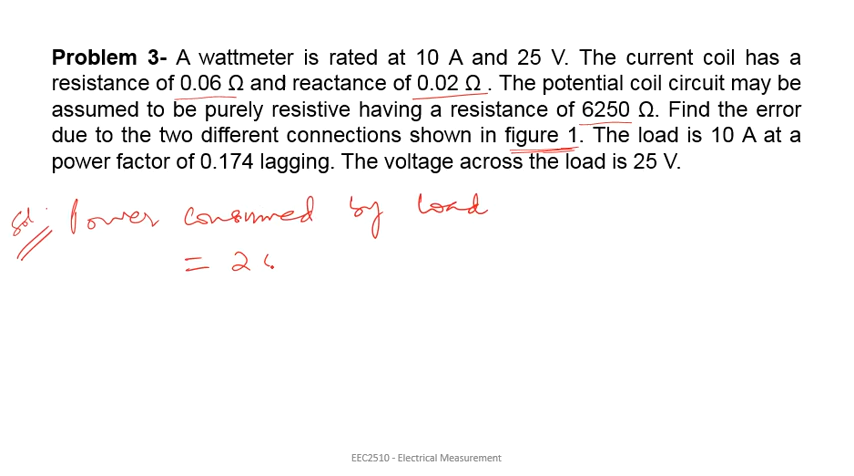 Problem 3- A wattmeter is rated at 10 A and 25 V. The current coil has a
resistance of 0.06 Ω and reactance of 0.02 Ω . The potential coil circuit may be
assumed to be purely resistive having a resistance of 6250 Ω. Find the error
due to the two different connections shown in figure 1. The load is 10 A at a
power factor of 0.174 lagging. The voltage across the load is 25 V.
Sol: Power consumed by load
= 2
EEC2510 - Electrical Measurement